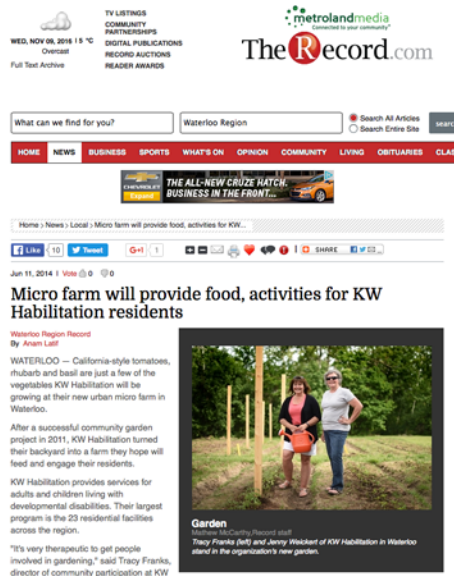 TV LISTINGS
COMMUNITY
PARTNERSHIPS
DIGITAL PUBLICATIONS
RECORD AUCTIONS
READER AWARDS
WED, NOV 09, 2016 | 5 °C
Overcast
Full Text Archive
metrolandmedia
Connected to your community
TheRecord.com
What can we find for you?
Waterloo Region
Search All Articles
Search Entire Site
searc
HOME NEWS BUSINESS SPORTS WHAT'S ON OPINION COMMUNITY LIVING OBITUARIES CLAS
CHEVROLET
Expand
THE ALL-NEW CRUZE HATCH.
BUSINESS IN THE FRONT...
Home > News > Local > Micro farm will provide food, activities for KW...
Like 10 Tweet G+1 1 SHARE
Jun 11, 2014 | Vote 0 0
Micro farm will provide food, activities for KW
Habilitation residents
Waterloo Region Record
By Anam Latif
WATERLOO — California-style tomatoes,
rhubarb and basil are just a few of the
vegetables KW Habilitation will be
growing at their new urban micro farm in
Waterloo.
After a successful community garden
project in 2011, KW Habilitation turned
their backyard into a farm they hope will
feed and engage their residents.
KW Habilitation provides services for
adults and children living with
developmental disabilities. Their largest
program is the 23 residential facilities
across the region.
"It's very therapeutic to get people
involved in gardening," said Tracy Franks,
director of community participation at KW
Garden
Mathew McCarthy,Record staff
Tracy Franks (left) and Jenny Weickert of KW Habilitation in Waterloo
stand in the organization's new garden.